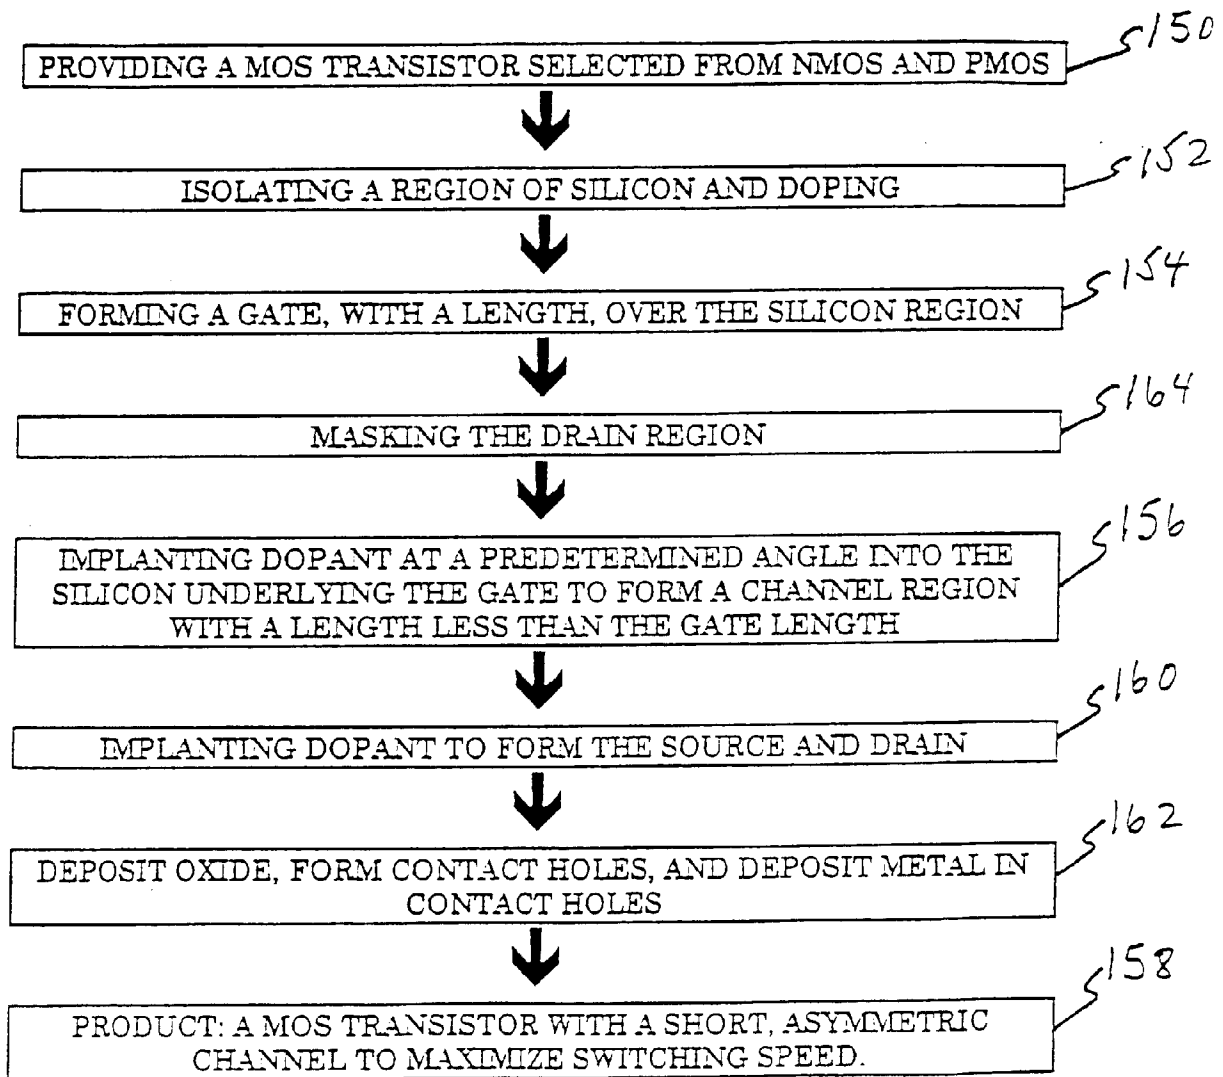 150
PROVIDING A MOS TRANSISTOR SELECTED FROM NMOS AND PMOS
152
ISOLATING A REGION OF SILICON AND DOPING
154
FORMING A GATE, WITH A LENGTH, OVER THE SILICON REGION
164
MASKING THE DRAIN REGION
156
IMPLANTING DOPANT AT A PREDETERMINED ANGLE INTO THE
SILICON UNDERLYING THE GATE TO FORM A CHANNEL REGION
WITH A LENGTH LESS THAN THE GATE LENGTH
160
IMPLANTING DOPANT TO FORM THE SOURCE AND DRAIN
162
DEPOSIT OXIDE, FORM CONTACT HOLES, AND DEPOSIT METAL IN
CONTACT HOLES
158
PRODUCT: A MOS TRANSISTOR WITH A SHORT, ASYMMETRIC
CHANNEL TO MAXIMIZE SWITCHING SPEED.